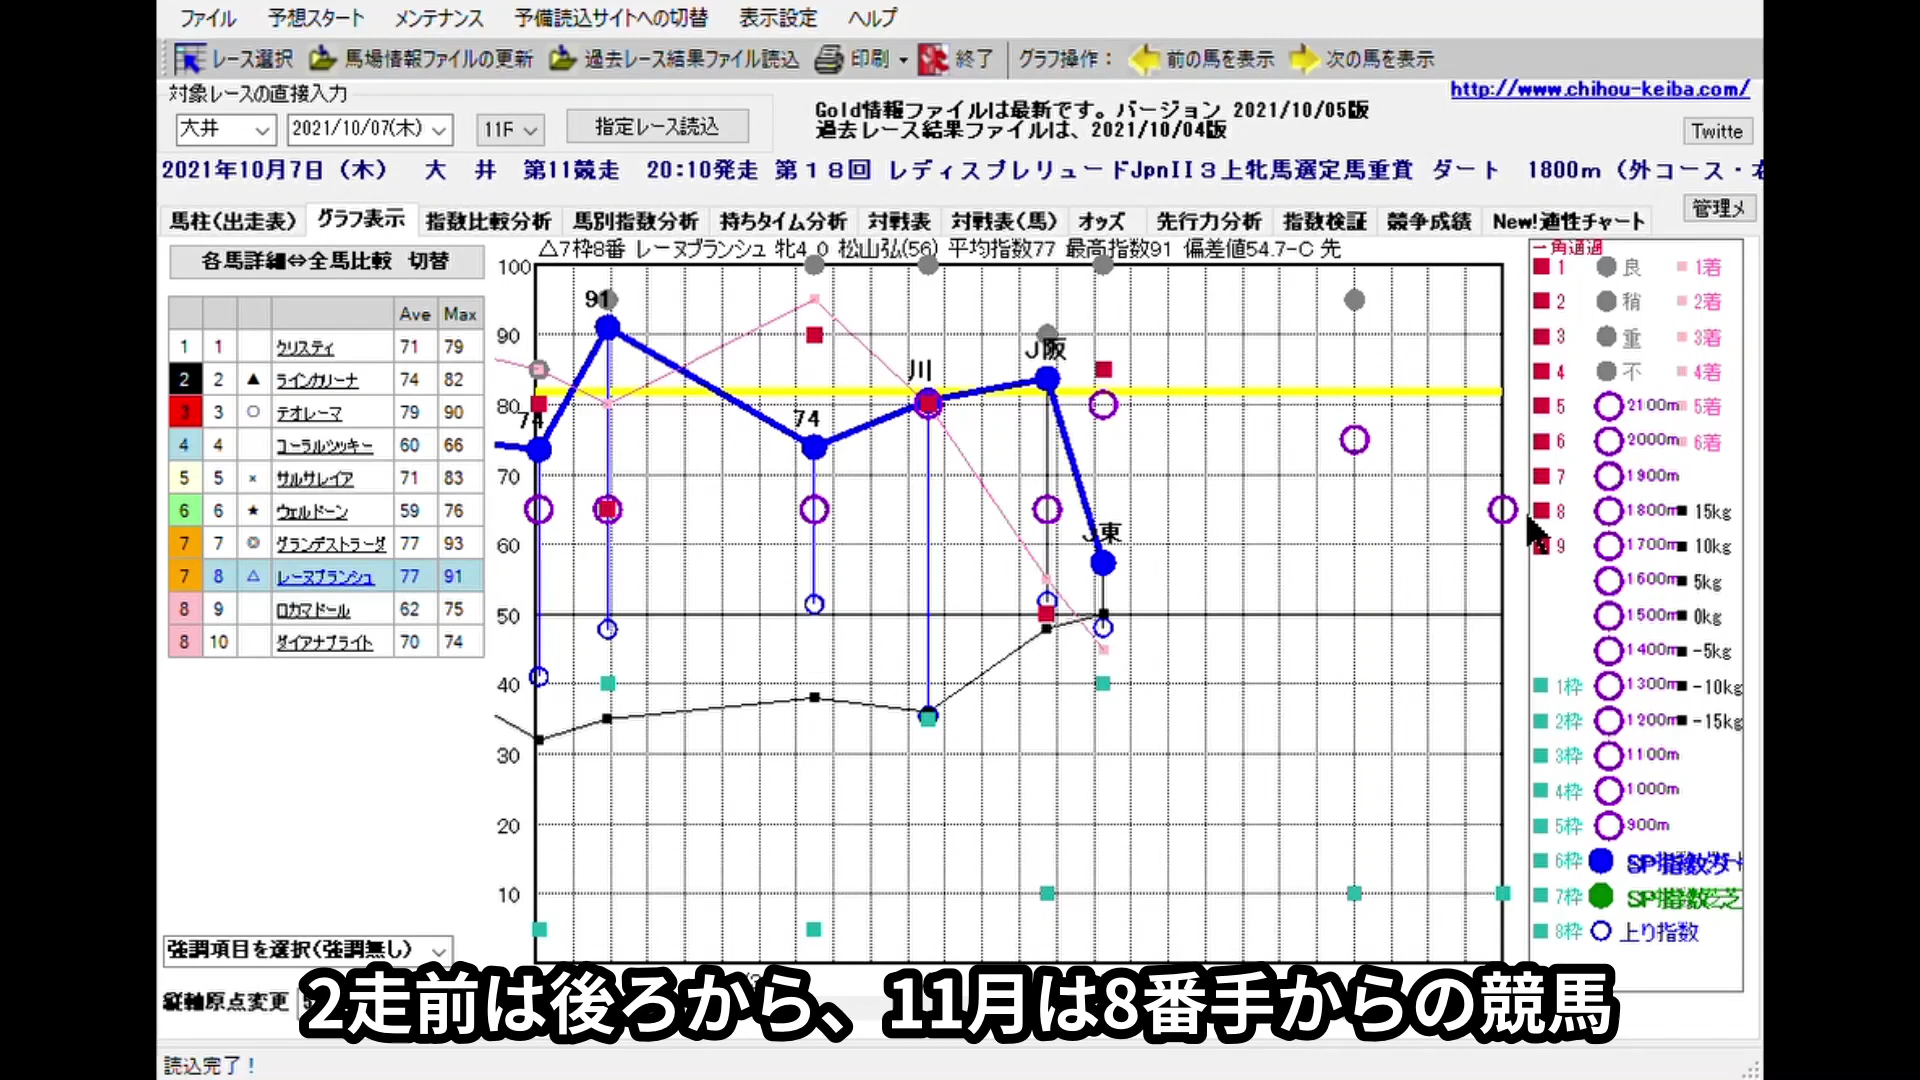 ファイル 予想スタート メンテナンス 予備読込サイトへの切替 表示設定 ヘルプ
レース選択 馬場情報ファイルの更新 過去レース結果ファイル読込 印刷 終了 グラフ操作： 前の馬を表示 次の馬を表示
対象レースの直接入力
http://www.chihou-keiba.com/
大井 2021/10/07(木) 11R 指定レース読込
Gold情報ファイルは最新です。バージョン 2021/10/05版
過去レース結果ファイルは、2021/10/04版
Twitte
2021年10月7日（木） 大 井 第11競走 20:10発走 第１８回 レディスプレリュードJpnII３上牝馬選定馬重賞 ダート 1800m（外コース・右
管理メ
馬柱(出走表) グラフ表示 指数比較分析 馬別指数分析 持ちタイム分析 対戦表 対戦表(馬) オッズ 先行力分析 指数検証 競争成績 New!適性チャート
各馬詳細⇔全馬比較 切替
△7枠8番 レーヌブランシュ 牝4 0 松山弘(56) 平均指数77 最高指数91 偏差値54.7-C 先
Ave Max
1 1 クリスティ 71 79
2 2 ▲ ラインカリーナ 74 82
3 3 ○ テオレーマ 79 90
4 4 コーラルツッキー 60 66
5 5 × サルサレイア 71 83
6 6 ★ ウェルドーン 59 76
7 7 ◎ グランデストラーダ 77 93
7 8 △ レーヌブランシュ 77 91
8 9 ロカマドール 62 75
8 10 ダイアナブライト 70 74
100
90
80
70
60
50
40
30
20
10
74
91
74
川
J阪
J東
一角通過
1 良 1着
2 稍 2着
3 重 3着
4 不 4着
5 2100m 5着
6 2000m 6着
7 1900m
8 1800m 15kg
9 1700m 10kg
1600m 5kg
1500m 0kg
1400m -5kg
1枠 1300m -10kg
2枠 1200m -15kg
3枠 1100m
4枠 1000m
5枠 900m
6枠 SP指数ダート
7枠 SP指数芝
8枠 上り指数
強調項目を選択(強調無し)
縦軸原点変更
2走前は後ろから、11月は8番手からの競馬
読込完了！